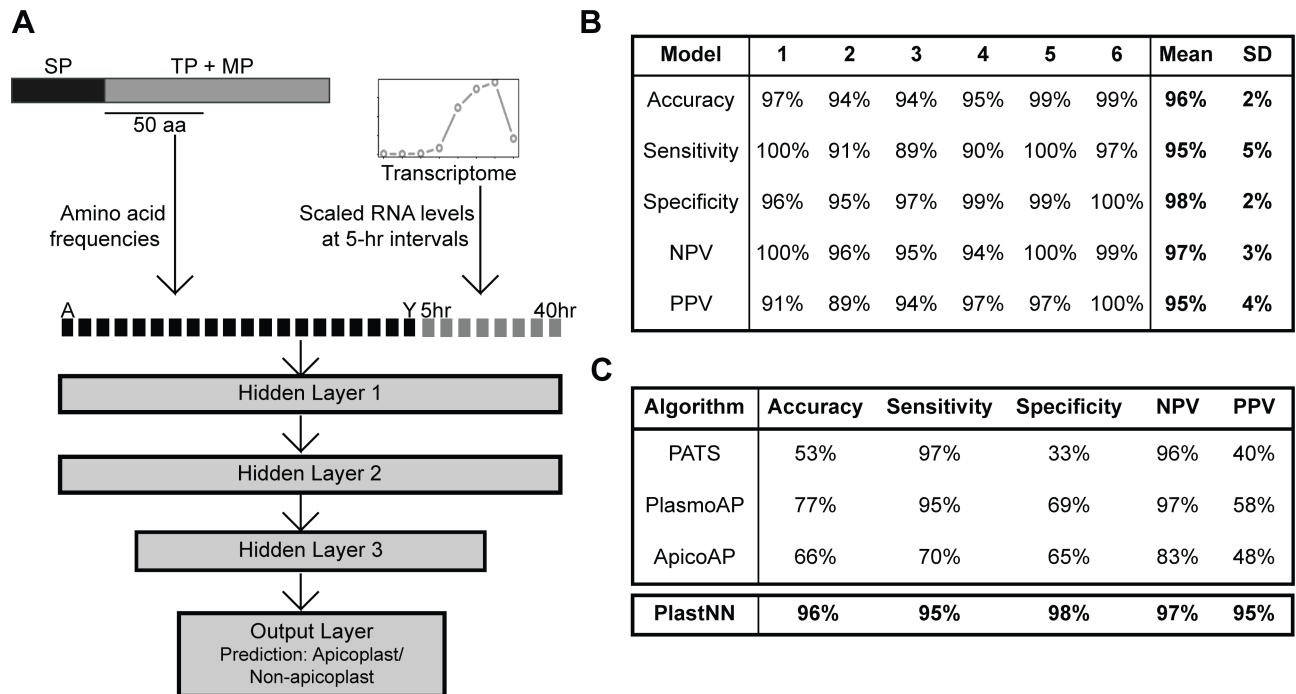 A
SP TP + MP
50 aa
Transcriptome
Amino acid
frequencies
Scaled RNA levels
at 5-hr intervals
A Y 5hr 40hr
Hidden Layer 1
Hidden Layer 2
Hidden Layer 3
Output Layer
Prediction: Apicoplast/
Non-apicoplast
B
Model 1 2 3 4 5 6 Mean SD
Accuracy 97% 94% 94% 95% 99% 99% 96% 2%
Sensitivity 100% 91% 89% 90% 100% 97% 95% 5%
Specificity 96% 95% 97% 99% 99% 100% 98% 2%
NPV 100% 96% 95% 94% 100% 99% 97% 3%
PPV 91% 89% 94% 97% 97% 100% 95% 4%
C
Algorithm Accuracy Sensitivity Specificity NPV PPV
PATS 53% 97% 33% 96% 40%
PlasmoAP 77% 95% 69% 97% 58%
ApicoAP 66% 70% 65% 83% 48%
PlastNN 96% 95% 98% 97% 95%